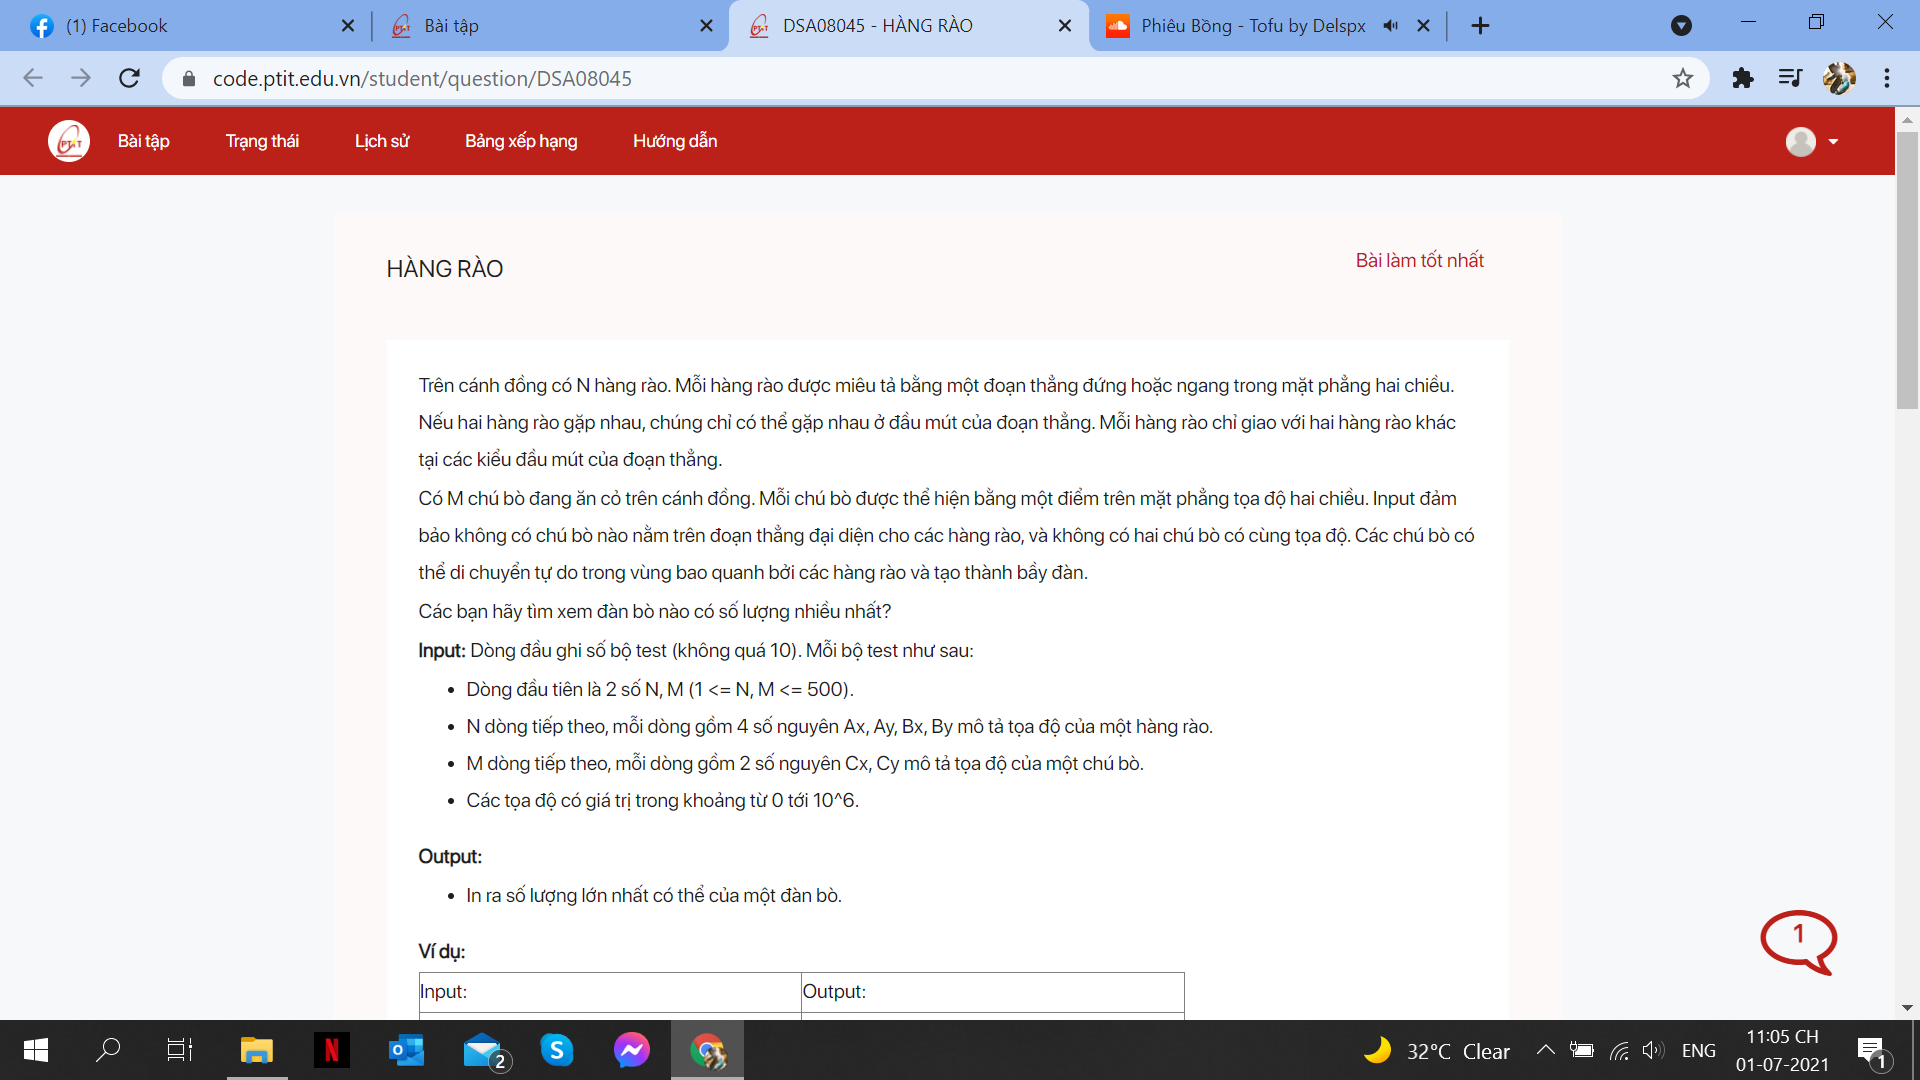 (1) Facebook
Bài tập
DSA08045 - HÀNG RÀO
Phiêu Bồng - Tofu by Delspx
code.ptit.edu.vn/student/question/DSA08045
PTIT
Bài tập
Trạng thái
Lịch sử
Bảng xếp hạng
Hướng dẫn
HÀNG RÀO
Bài làm tốt nhất
Trên cánh đồng có N hàng rào. Mỗi hàng rào được miêu tả bằng một đoạn thẳng đứng hoặc ngang trong mặt phẳng hai chiều.
Nếu hai hàng rào gặp nhau, chúng chỉ có thể gặp nhau ở đầu mút của đoạn thẳng. Mỗi hàng rào chỉ giao với hai hàng rào khác
tại các kiểu đầu mút của đoạn thẳng.
Có M chú bò đang ăn cỏ trên cánh đồng. Mỗi chú bò được thể hiện bằng một điểm trên mặt phẳng tọa độ hai chiều. Input đảm
bảo không có chú bò nào nằm trên đoạn thẳng đại diện cho các hàng rào, và không có hai chú bò có cùng tọa độ. Các chú bò có
thể di chuyển tự do trong vùng bao quanh bởi các hàng rào và tạo thành bầy đàn.
Các bạn hãy tìm xem đàn bò nào có số lượng nhiều nhất?
Input: Dòng đầu ghi số bộ test (không quá 10). Mỗi bộ test như sau:
• Dòng đầu tiên là 2 số N, M (1 <= N, M <= 500).
• N dòng tiếp theo, mỗi dòng gồm 4 số nguyên Ax, Ay, Bx, By mô tả tọa độ của một hàng rào.
• M dòng tiếp theo, mỗi dòng gồm 2 số nguyên Cx, Cy mô tả tọa độ của một chú bò.
• Các tọa độ có giá trị trong khoảng từ 0 tới 10^6.
Output:
• In ra số lượng lớn nhất có thể của một đàn bò.
1
Ví dụ:
Input:
Output:
2
32°C Clear
ENG
11:05 CH
01-07-2021
1